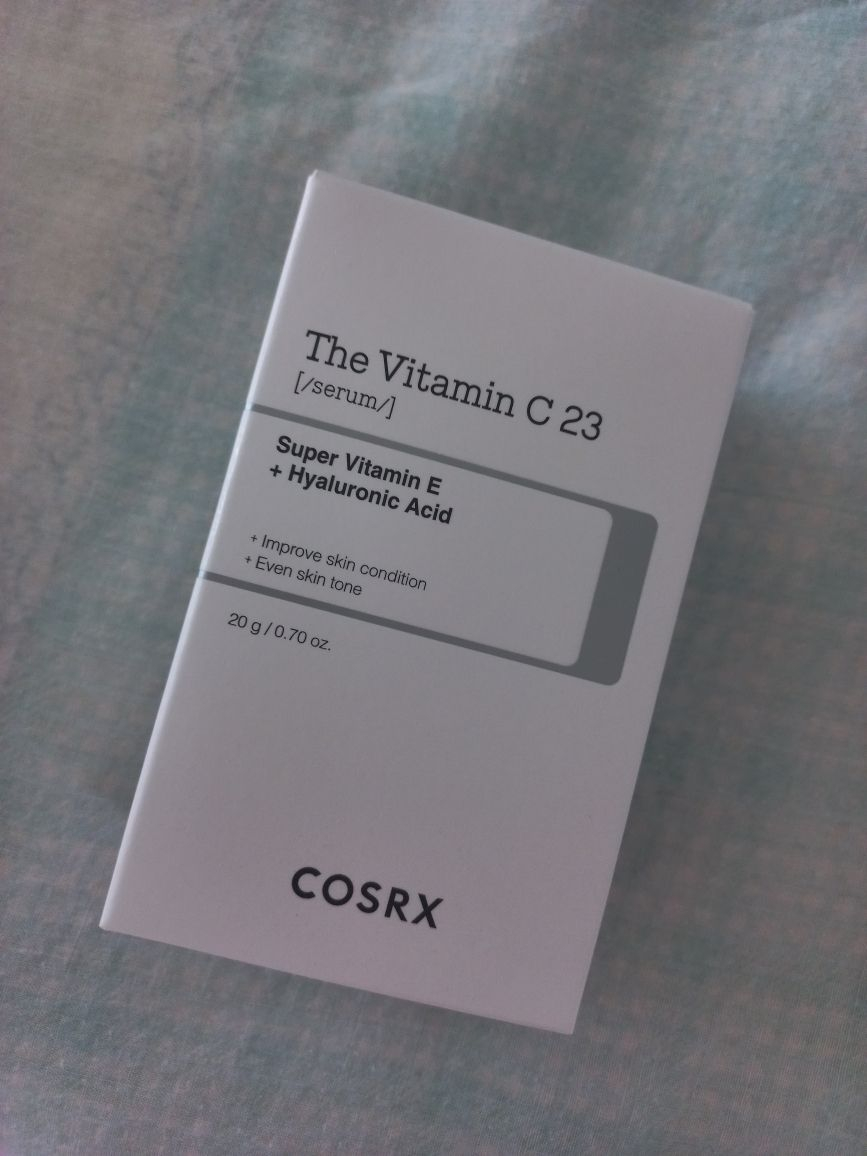 The Vitamin C 23
[/serum/]
Super Vitamin E
+ Hyaluronic Acid
+ Improve skin condition
+ Even skin tone
20 g / 0.70 oz.
COSRX